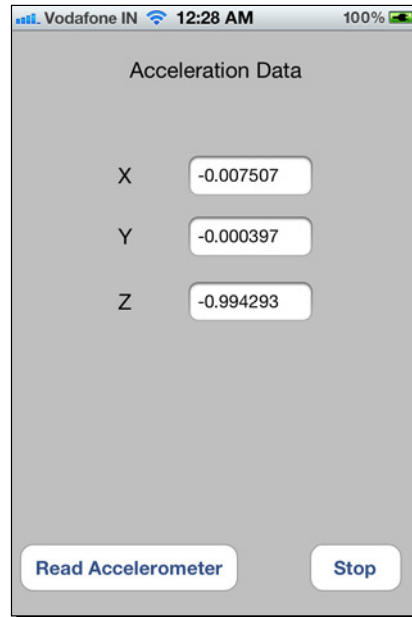 Vodafone IN 12:28 AM 100%
Acceleration Data
X -0.007507
Y -0.000397
Z -0.994293
Read Accelerometer Stop